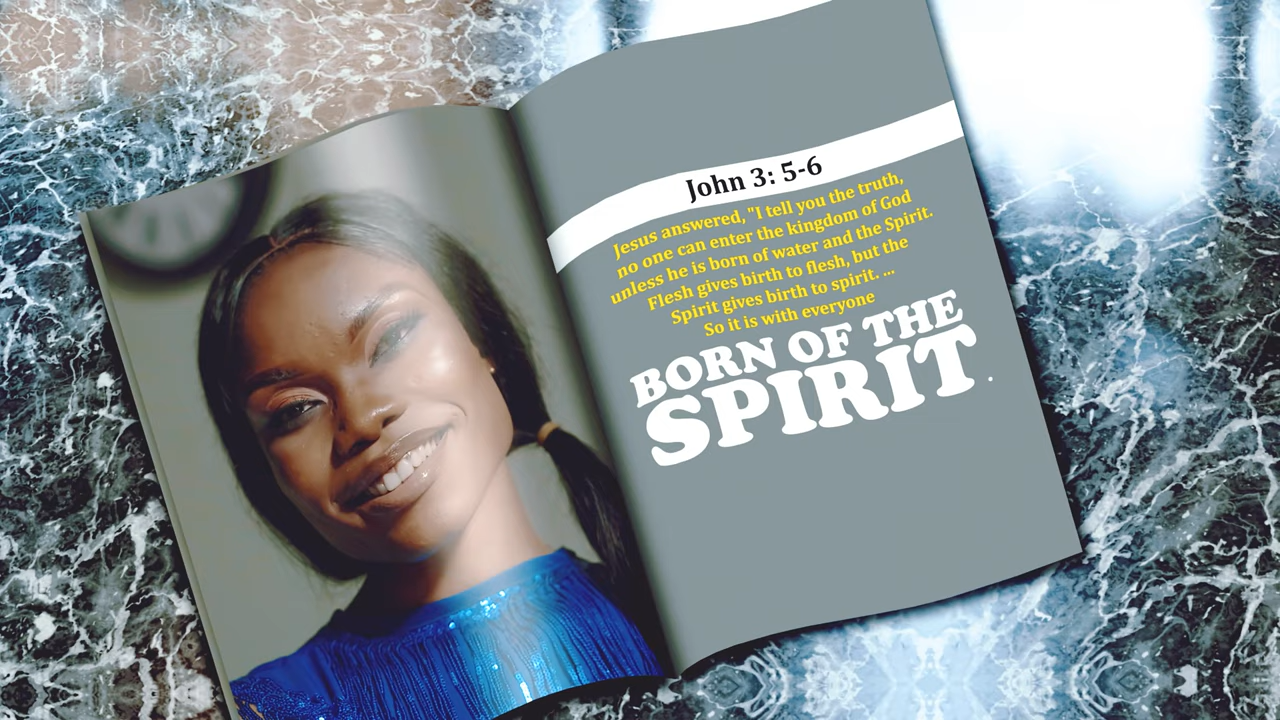 John 3: 5-6
Jesus answered, "I tell you the truth,
no one can enter the kingdom of God
unless he is born of water and the Spirit.
Flesh gives birth to flesh, but the
Spirit gives birth to spirit. ...
So it is with everyone
BORN OF THE
SPIRIT.